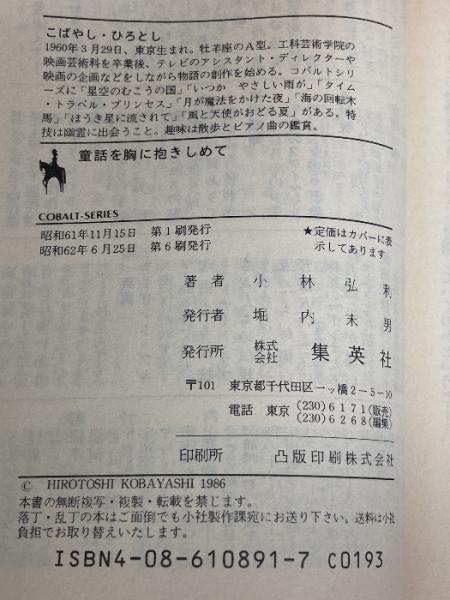 こばやし・ひろとし
1960年3月29日、東京生まれ。牡羊座のA型。工科芸術学院の
映画芸術科を卒業後、テレビのアシスタント・ディレクターや
映画の企画などをしながら物語の創作を始める。コバルトシリ
ーズに「星空のむこうの国」「いつか やさしい雨が」「タイム
・トラベル・プリンセス」「月が魔法をかけた夜」「海の回転木
馬」「ほうき星に流されて」「風と天使がおどる夏」がある。特
技は幽霊に出会うこと。趣味は散歩とピアノ曲の鑑賞。
童話を胸に抱きしめて
COBALT-SERIES
昭和61年11月15日 第1刷発行
昭和62年6月25日 第6刷発行
★定価はカバーに表
示してあります
著者 小林弘利
発行者 堀内末男
発行所 株式会社 集英社
〒101 東京都千代田区一ッ橋2-5-10
電話 東京 (230)6171(販売)
(230)6268(編集)
印刷所 凸版印刷株式会社
© HIROTOSHI KOBAYASHI 1986
本書の無断複写・複製・転載を禁じます。
落丁・乱丁の本はご面倒でも小社製作課宛にお送り下さい。送料は小社
負担でお取り替えいたします。
ISBN4-08-610891-7 C0193